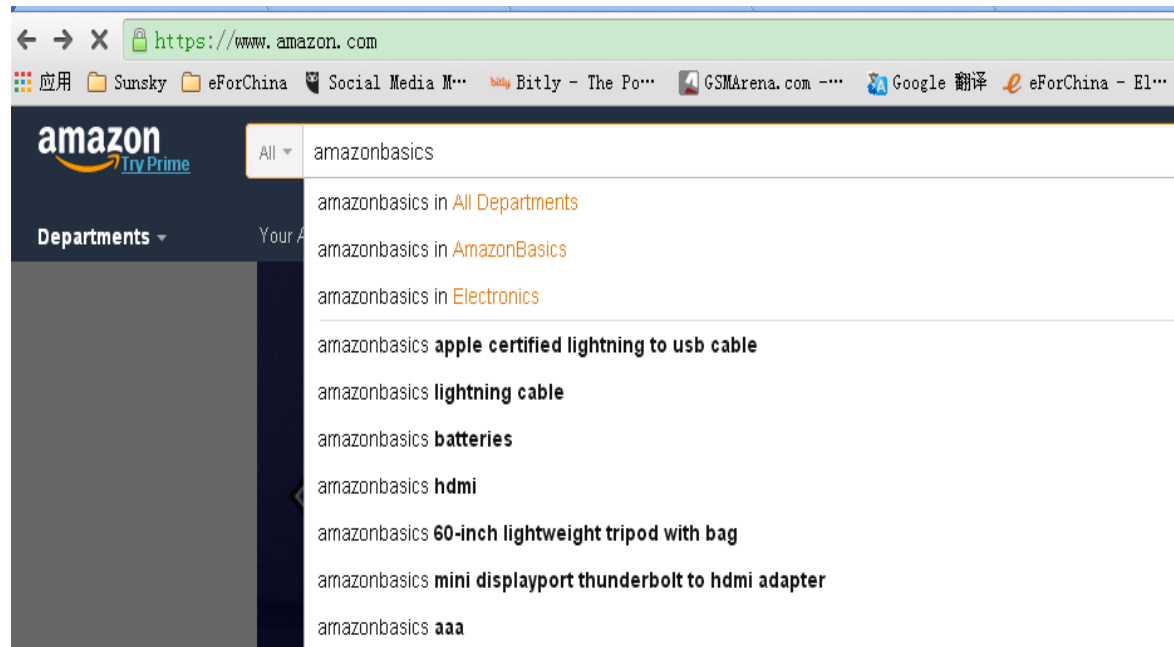 https://www.amazon.com
应用 Sunsky eForChina Social Media M… bitly Bitly - The Po… GSMArena.com -… Google 翻译 eForChina - El…
amazon
Try Prime
All amazonbasics
amazonbasics in All Departments
Departments Your
amazonbasics in AmazonBasics
amazonbasics in Electronics
amazonbasics apple certified lightning to usb cable
amazonbasics lightning cable
amazonbasics batteries
amazonbasics hdmi
amazonbasics 60-inch lightweight tripod with bag
amazonbasics mini displayport thunderbolt to hdmi adapter
amazonbasics aaa